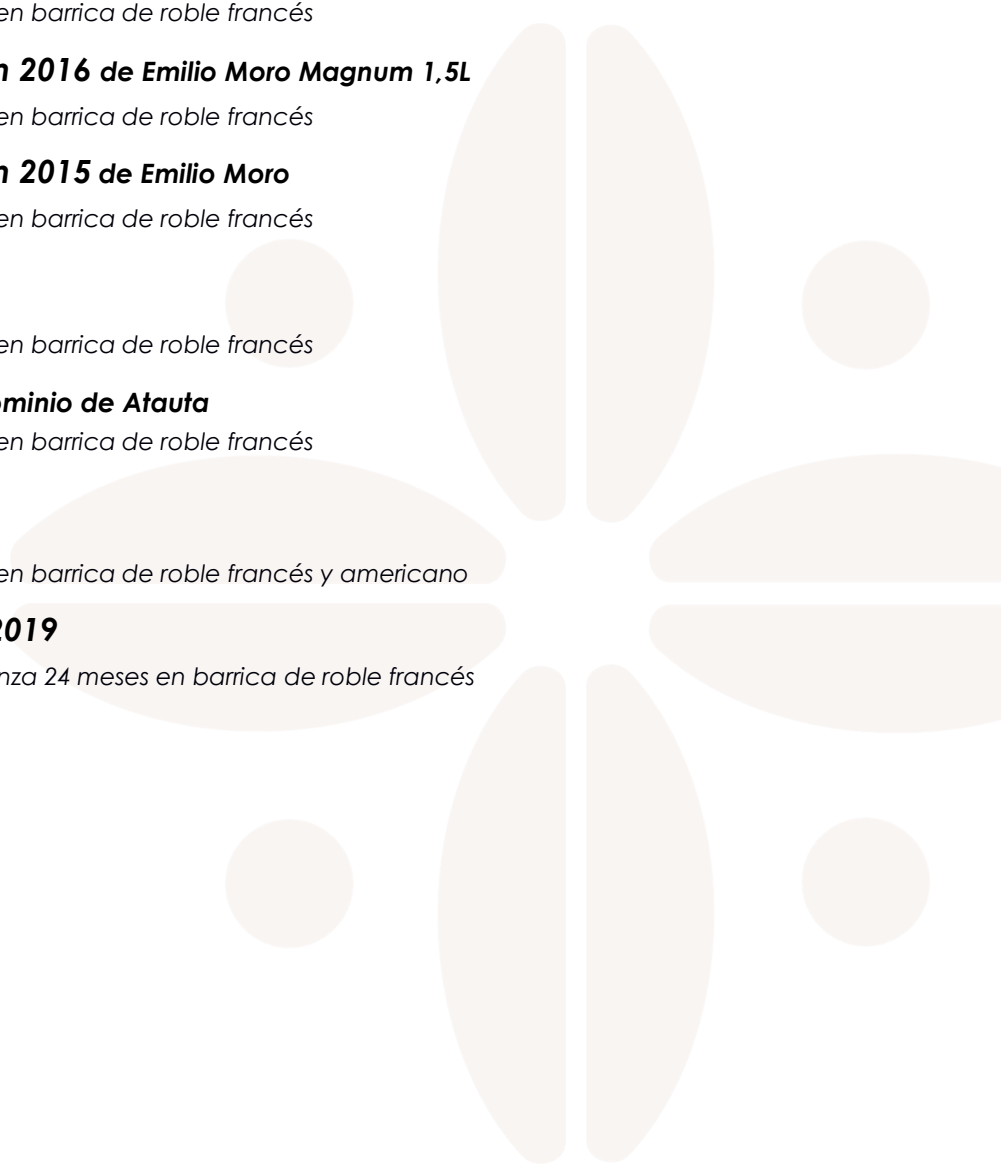 en barrica de roble francés
n 2016 de Emilio Moro Magnum 1,5L
en barrica de roble francés
n 2015 de Emilio Moro
en barrica de roble francés
en barrica de roble francés
ominio de Atauta
en barrica de roble francés
en barrica de roble francés y americano
2019
nza 24 meses en barrica de roble francés